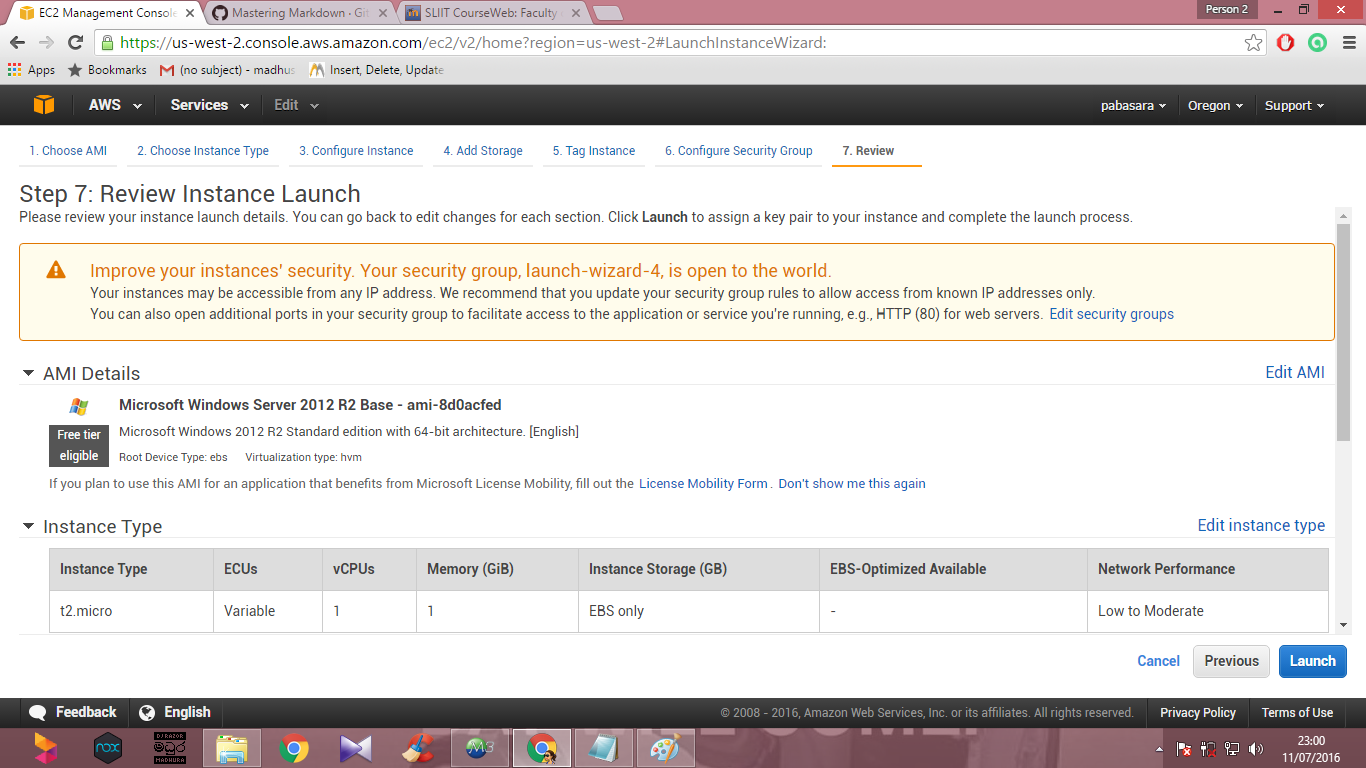 EC2 Management Console
Mastering Markdown · Git
SLIIT CourseWeb: Faculty
Person 2
https://us-west-2.console.aws.amazon.com/ec2/v2/home?region=us-west-2#LaunchInstanceWizard:
Apps Bookmarks (no subject) - madhus Insert, Delete, Update
AWS Services Edit pabasara Oregon Support
1. Choose AMI 2. Choose Instance Type 3. Configure Instance 4. Add Storage 5. Tag Instance 6. Configure Security Group 7. Review
Step 7: Review Instance Launch
Please review your instance launch details. You can go back to edit changes for each section. Click Launch to assign a key pair to your instance and complete the launch process.
Improve your instances' security. Your security group, launch-wizard-4, is open to the world.
Your instances may be accessible from any IP address. We recommend that you update your security group rules to allow access from known IP addresses only.
You can also open additional ports in your security group to facilitate access to the application or service you're running, e.g., HTTP (80) for web servers. Edit security groups
AMI Details Edit AMI
Microsoft Windows Server 2012 R2 Base - ami-8d0acfed
Free tier
eligible
Microsoft Windows 2012 R2 Standard edition with 64-bit architecture. [English]
Root Device Type: ebs Virtualization type: hvm
If you plan to use this AMI for an application that benefits from Microsoft License Mobility, fill out the License Mobility Form. Don't show me this again
Instance Type Edit instance type
Instance Type ECUs vCPUs Memory (GiB) Instance Storage (GB) EBS-Optimized Available Network Performance
t2.micro Variable 1 1 EBS only - Low to Moderate
Cancel Previous Launch
Feedback English © 2008 - 2016, Amazon Web Services, Inc. or its affiliates. All rights reserved. Privacy Policy Terms of Use
nox
DJ RAZOR
MADHURA
M3
COME
23:00
11/07/2016